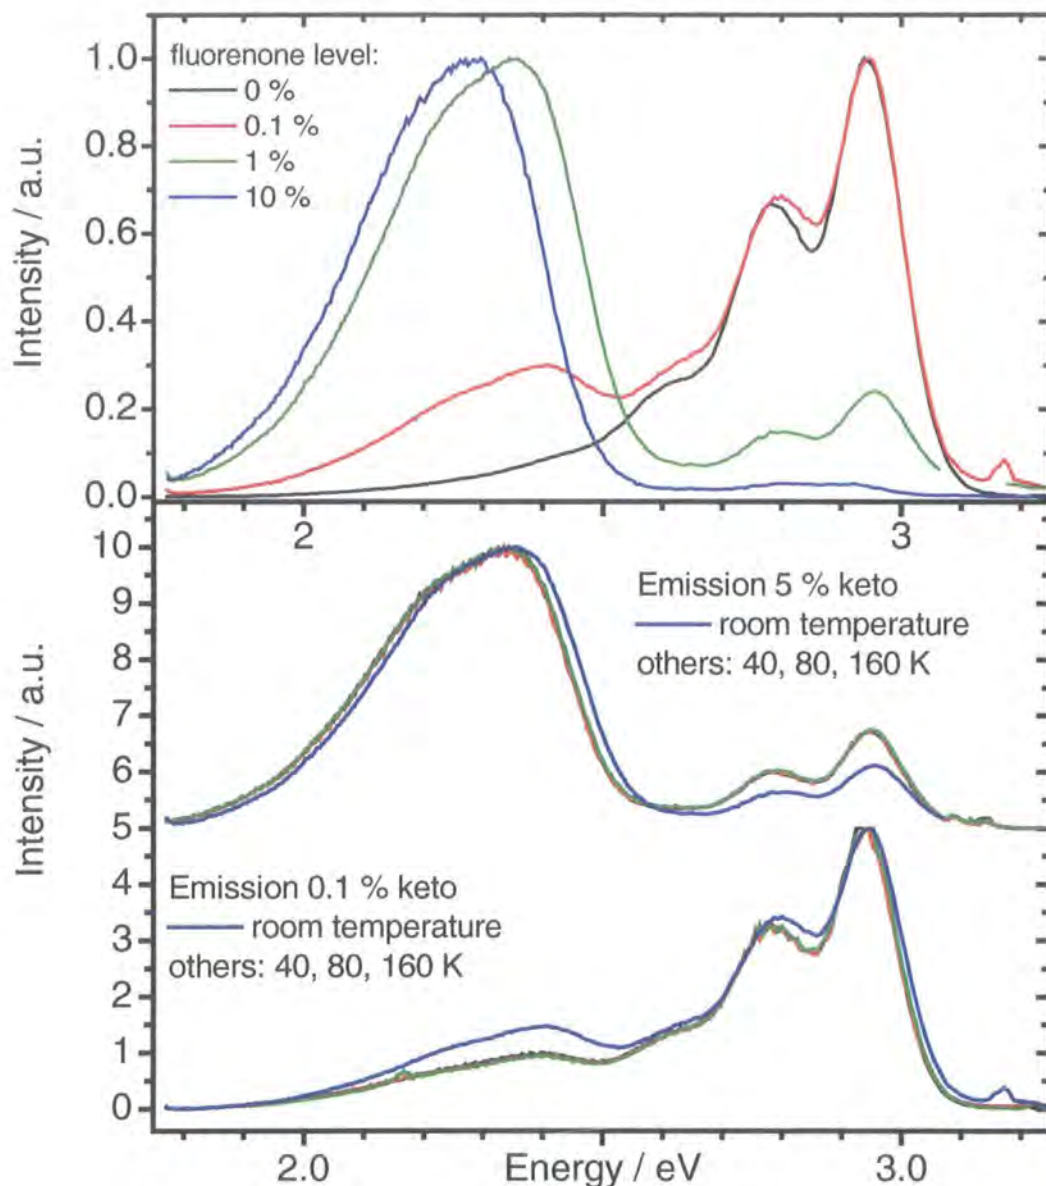 fluorenone level:
0 %
0.1 %
1 %
10 %
Intensity / a.u.
1.0
0.8
0.6
0.4
0.2
0.0
2
3
Emission 5 % keto
room temperature
others: 40, 80, 160 K
Intensity / a.u.
10
9
8
7
6
5
4
3
2
1
0
Emission 0.1 % keto
room temperature
others: 40, 80, 160 K
2.0
Energy / eV
3.0